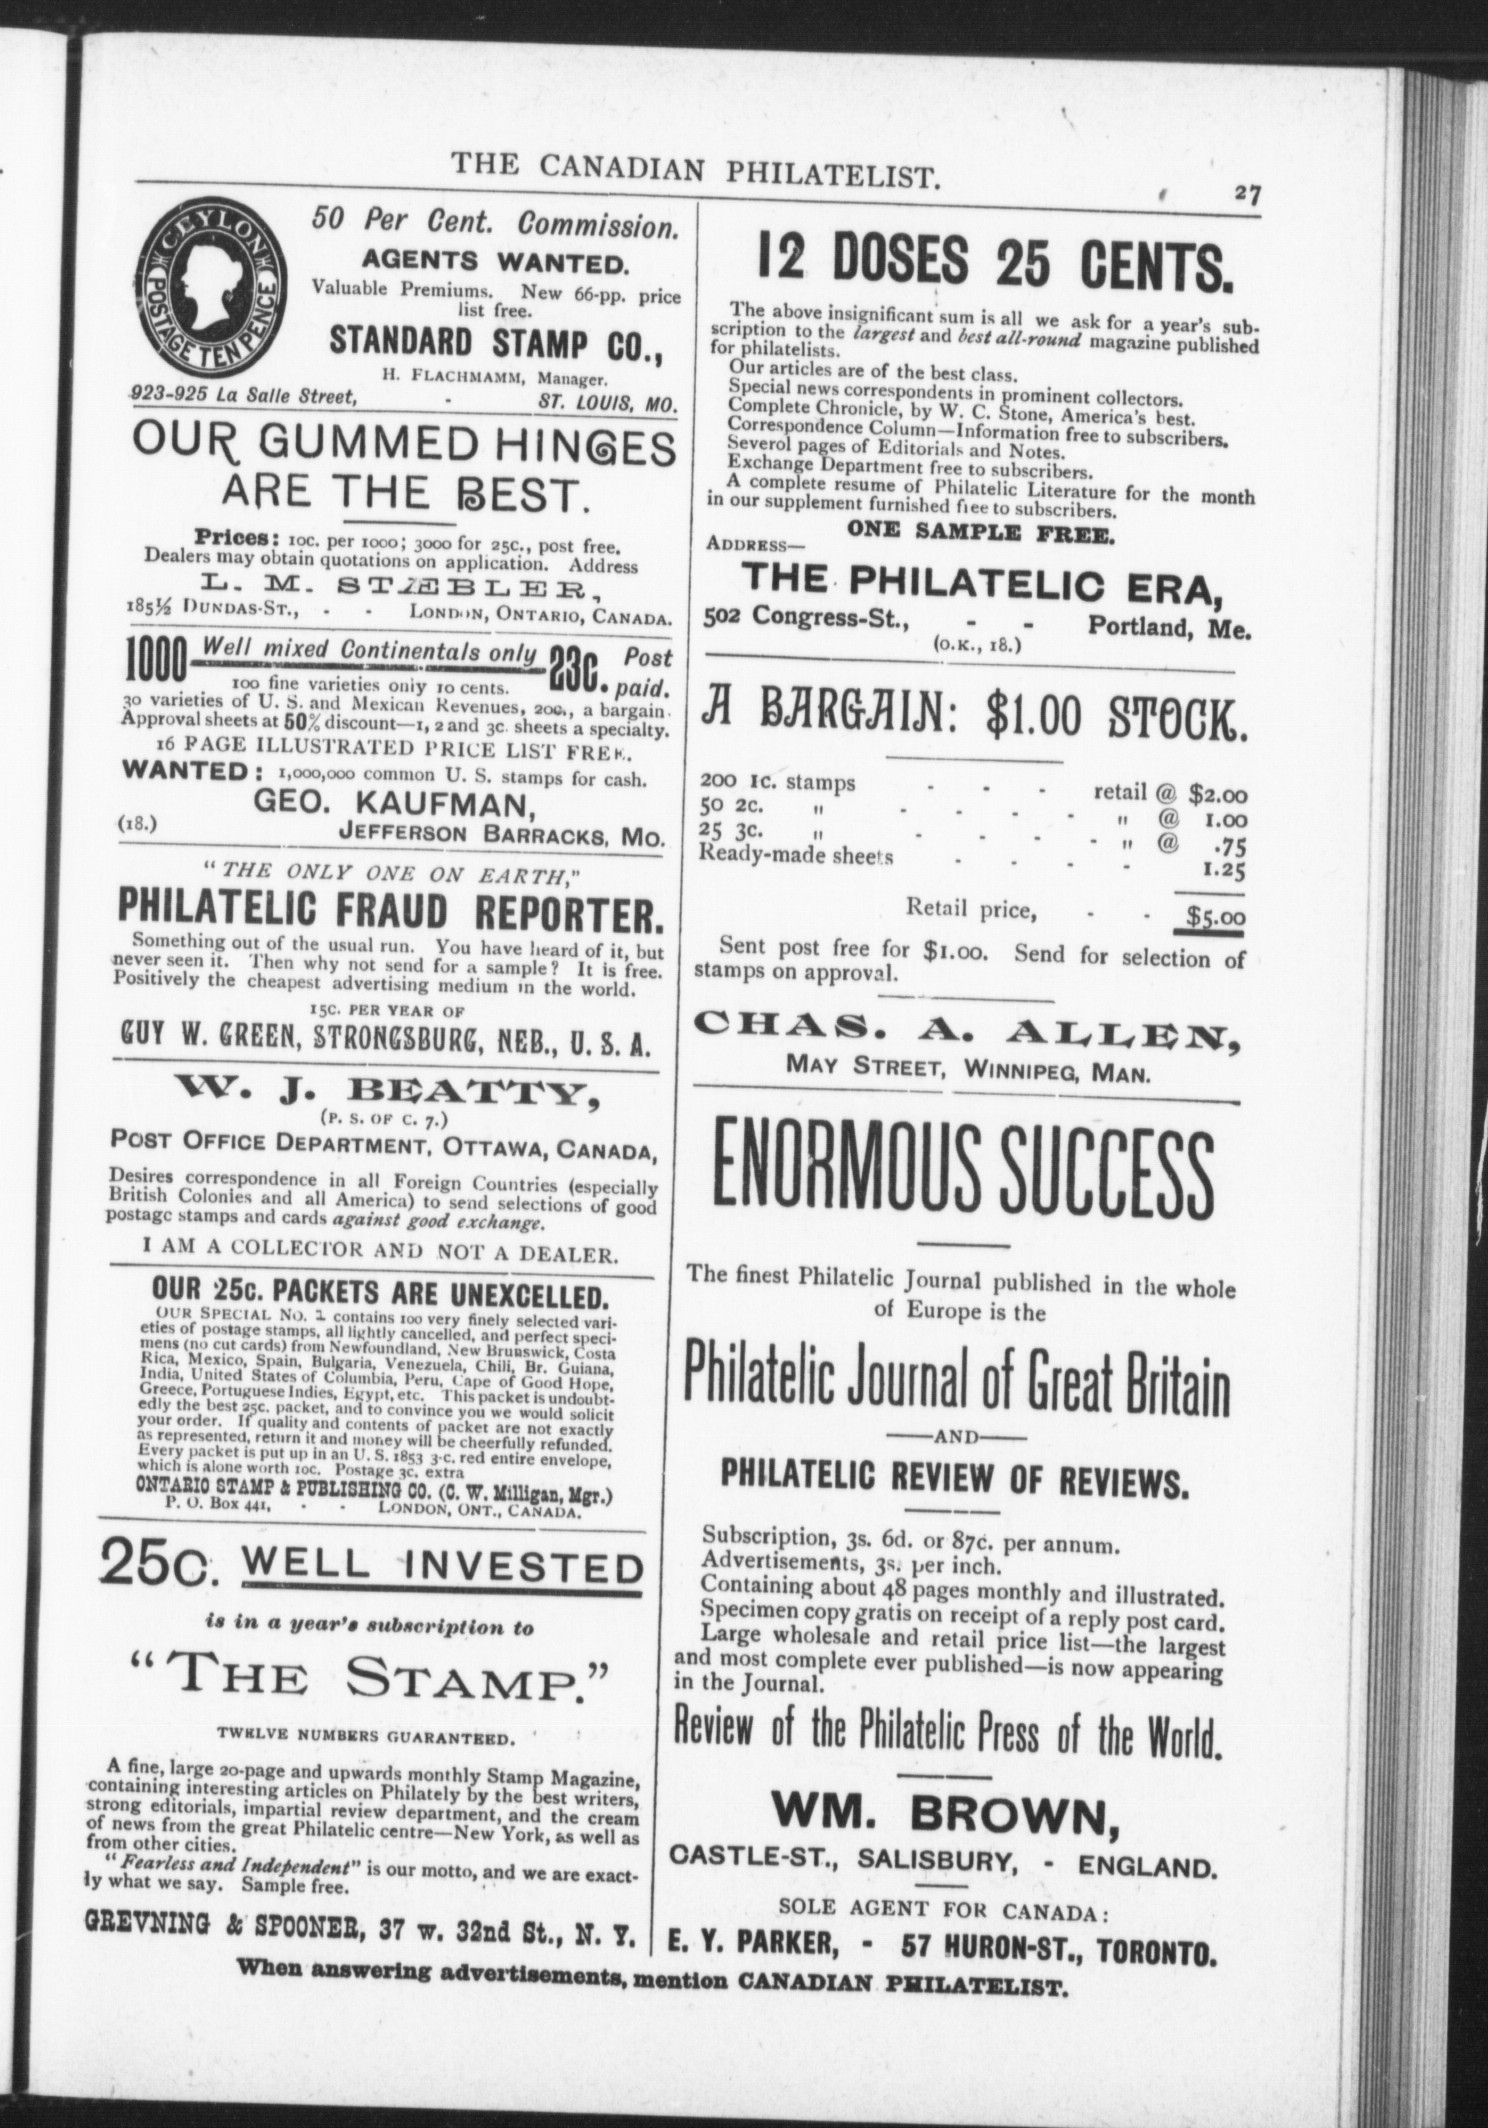 THE CANADIAN PHILATELIST.
27
CEYLON
POSTAGE TEN PENCE
50 Per Cent. Commission.
AGENTS WANTED.
Valuable Premiums. New 66-pp. price
list free.
STANDARD STAMP CO.,
H. FLACHMAMM, Manager.
923-925 La Salle Street, - ST. LOUIS, MO.
OUR GUMMED HINGES
ARE THE BEST.
Prices: 10c. per 1000; 3000 for 25c., post free.
Dealers may obtain quotations on application. Address
L. M. STÆBLER,
185½ DUNDAS-ST., - - LONDON, ONTARIO, CANADA.
1000 Well mixed Continentals only 23c. Post paid.
100 fine varieties only 10 cents.
30 varieties of U. S. and Mexican Revenues, 20c., a bargain.
Approval sheets at 50% discount—1, 2 and 3c. sheets a specialty.
16 PAGE ILLUSTRATED PRICE LIST FREE.
WANTED: 1,000,000 common U. S. stamps for cash.
GEO. KAUFMAN,
(18.) JEFFERSON BARRACKS, MO.
"THE ONLY ONE ON EARTH,"
PHILATELIC FRAUD REPORTER.
Something out of the usual run. You have heard of it, but
never seen it. Then why not send for a sample? It is free.
Positively the cheapest advertising medium in the world.
15C. PER YEAR OF
GUY W. GREEN, STRONGSBURG, NEB., U. S. A.
W. J. BEATTY,
(P. S. OF C. 7.)
POST OFFICE DEPARTMENT, OTTAWA, CANADA,
Desires correspondence in all Foreign Countries (especially
British Colonies and all America) to send selections of good
postage stamps and cards against good exchange.
I AM A COLLECTOR AND NOT A DEALER.
OUR 25c. PACKETS ARE UNEXCELLED.
OUR SPECIAL NO. 1 contains 100 very finely selected vari-
eties of postage stamps, all lightly cancelled, and perfect speci-
mens (no cut cards) from Newfoundland, New Brunswick, Costa
Rica, Mexico, Spain, Bulgaria, Venezuela, Chili, Br. Guiana,
India, United States of Columbia, Peru, Cape of Good Hope,
Greece, Portuguese Indies, Egypt, etc. This packet is undoubt-
edly the best 25c. packet, and to convince you we would solicit
your order. If quality and contents of packet are not exactly
as represented, return it and money will be cheerfully refunded.
Every packet is put up in an U. S. 1853 3-c. red entire envelope,
which is alone worth 10c. Postage 3c. extra
ONTARIO STAMP & PUBLISHING CO. (C. W. Milligan, Mgr.)
P. O. Box 441, - - LONDON, ONT., CANADA.
25c. WELL INVESTED
is in a year's subscription to
"THE STAMP."
TWELVE NUMBERS GUARANTEED.
A fine, large 20-page and upwards monthly Stamp Magazine,
containing interesting articles on Philately by the best writers,
strong editorials, impartial review department, and the cream
of news from the great Philatelic centre—New York, as well as
from other cities.
"Fearless and Independent" is our motto, and we are exact-
ly what we say. Sample free.
GREVNING & SPOONER, 37 W. 32nd St., N. Y.
12 DOSES 25 CENTS.
The above insignificant sum is all we ask for a year's sub-
scription to the largest and best all-round magazine published
for philatelists.
Our articles are of the best class.
Special news correspondents in prominent collectors.
Complete Chronicle, by W. C. Stone, America's best.
Correspondence Column—Information free to subscribers.
Severol pages of Editorials and Notes.
Exchange Department free to subscribers.
A complete resume of Philatelic Literature for the month
in our supplement furnished free to subscribers.
ONE SAMPLE FREE.
ADDRESS—
THE PHILATELIC ERA,
502 Congress-St., - - Portland, Me.
(O.K., 18.)
A BARGAIN: $1.00 STOCK.
200 1c. stamps - - - retail @ $2.00
50 2c. " - - - - " @ 1.00
25 3c. " - - - - " @ .75
Ready-made sheets - - - - 1.25
Retail price, - - $5.00
Sent post free for $1.00. Send for selection of
stamps on approval.
CHAS. A. ALLEN,
MAY STREET, WINNIPEG, MAN.
ENORMOUS SUCCESS
The finest Philatelic Journal published in the whole
of Europe is the
Philatelic Journal of Great Britain
—AND—
PHILATELIC REVIEW OF REVIEWS.
Subscription, 3s. 6d. or 87c. per annum.
Advertisements, 3s. per inch.
Containing about 48 pages monthly and illustrated.
Specimen copy gratis on receipt of a reply post card.
Large wholesale and retail price list—the largest
and most complete ever published—is now appearing
in the Journal.
Review of the Philatelic Press of the World.
WM. BROWN,
CASTLE-ST., SALISBURY, - ENGLAND.
SOLE AGENT FOR CANADA:
E. Y. PARKER, - 57 HURON-ST., TORONTO.
When answering advertisements, mention CANADIAN PHILATELIST.